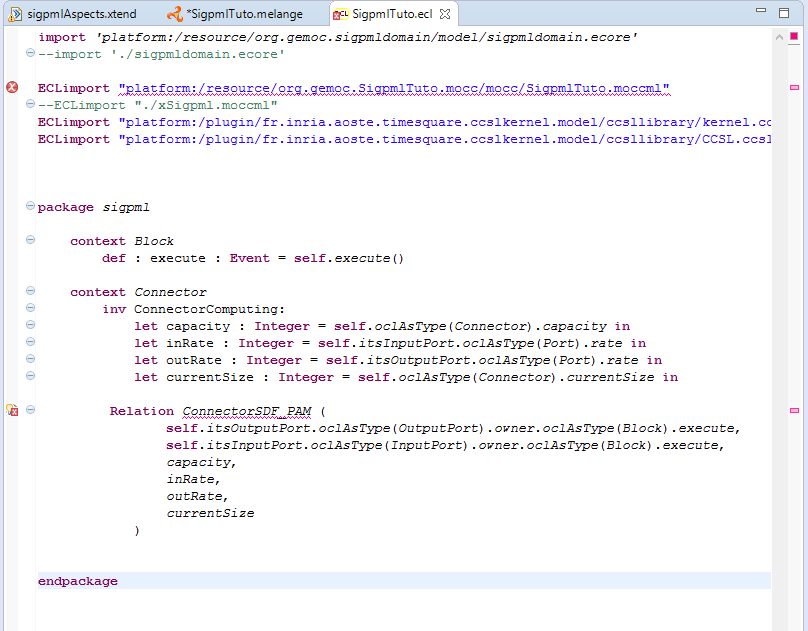 sigpmlAspects.xtend
*SigpmlTuto.melange
SigpmlTuto.ecl
import 'platform:/resource/org.gemoc.sigpmldomain/model/sigpmldomain.ecore'
--import './sigpmldomain.ecore'
ECLimport "platform:/resource/org.gemoc.SigpmlTuto.mocc/mocc/SigpmlTuto.moccml"
--ECLimport "./xSigpml.moccml"
ECLimport "platform:/plugin/fr.inria.aoste.timesquare.ccslkernel.model/ccsllibrary/kernel.cc
ECLimport "platform:/plugin/fr.inria.aoste.timesquare.ccslkernel.model/ccsllibrary/CCSL.ccsl
package sigpml
context Block
def : execute : Event = self.execute()
context Connector
inv ConnectorComputing:
let capacity : Integer = self.oclAsType(Connector).capacity in
let inRate : Integer = self.itsInputPort.oclAsType(Port).rate in
let outRate : Integer = self.itsOutputPort.oclAsType(Port).rate in
let currentSize : Integer = self.oclAsType(Connector).currentSize in
Relation ConnectorSDF_PAM (
self.itsOutputPort.oclAsType(OutputPort).owner.oclAsType(Block).execute,
self.itsInputPort.oclAsType(InputPort).owner.oclAsType(Block).execute,
capacity,
inRate,
outRate,
currentSize
)
endpackage